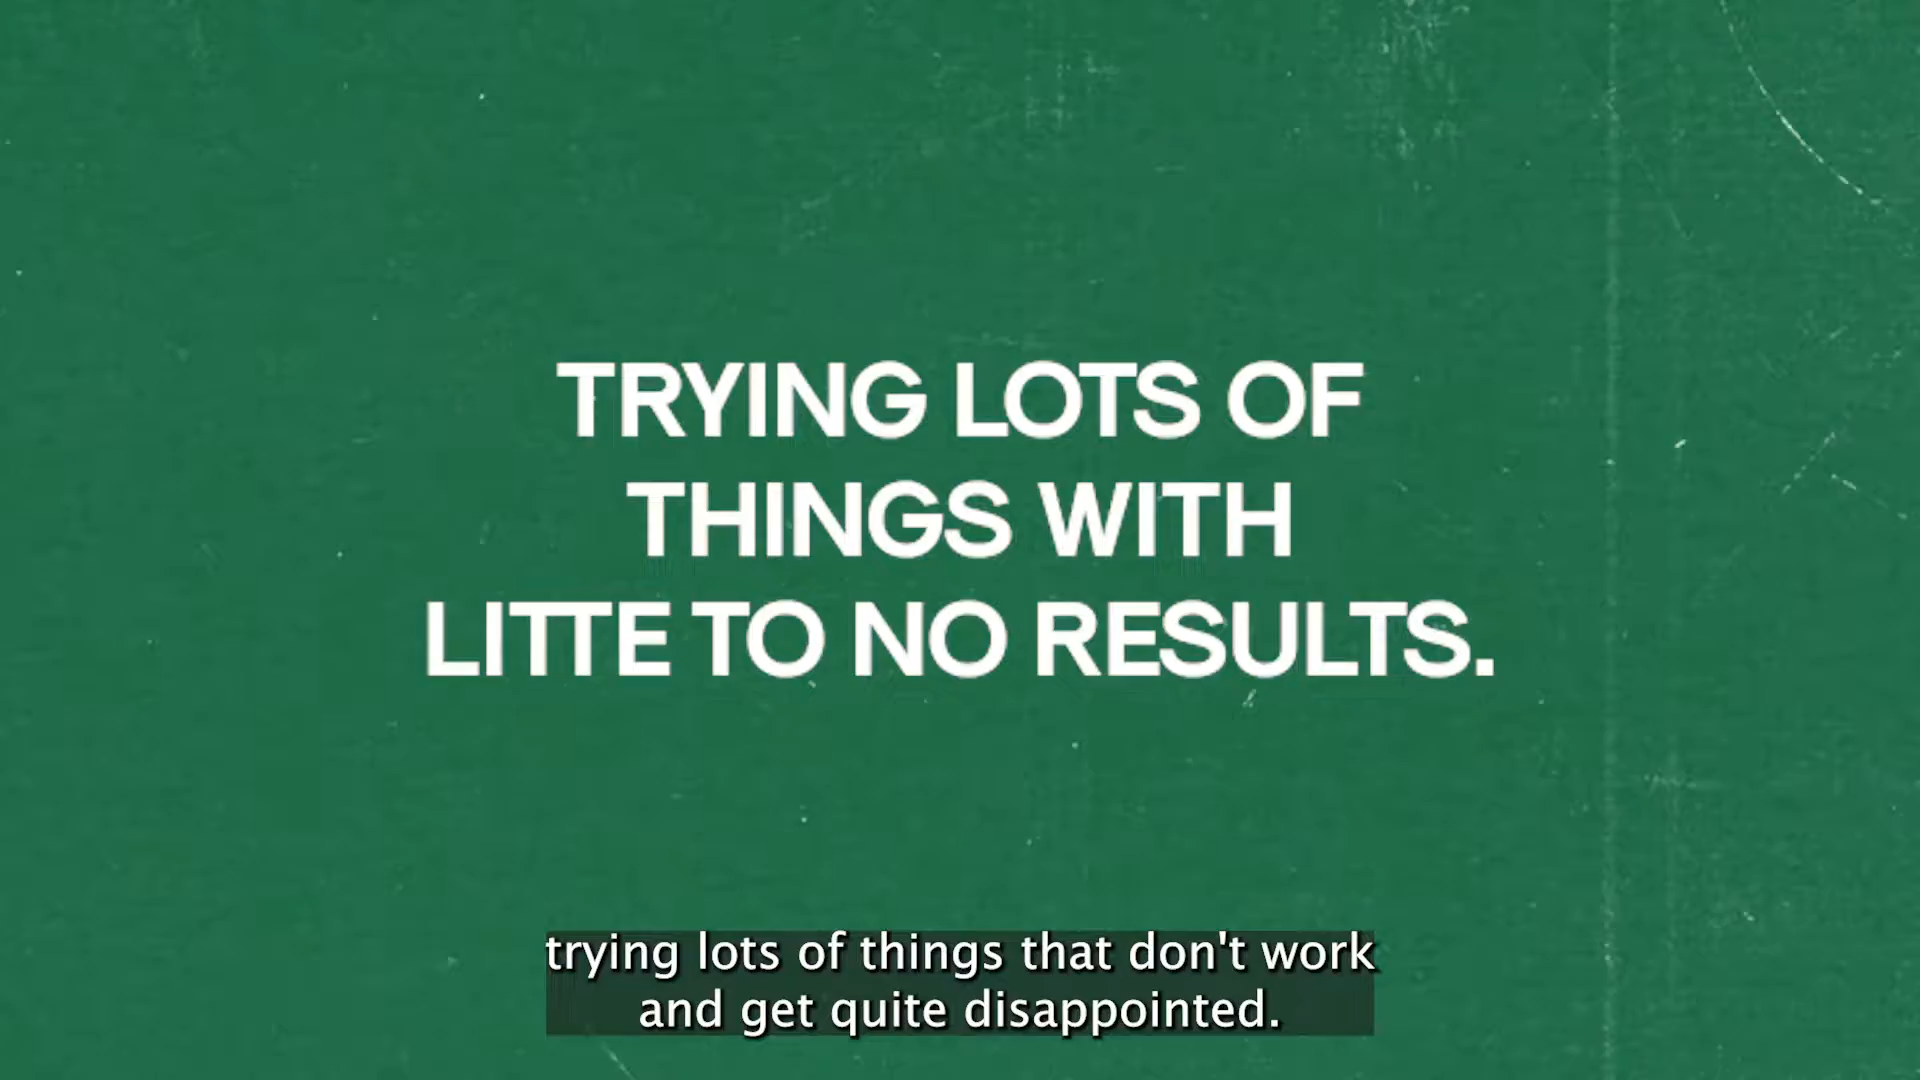 TRYING LOTS OF
THINGS WITH
LITTE TO NO RESULTS.
trying lots of things that don't work
and get quite disappointed.